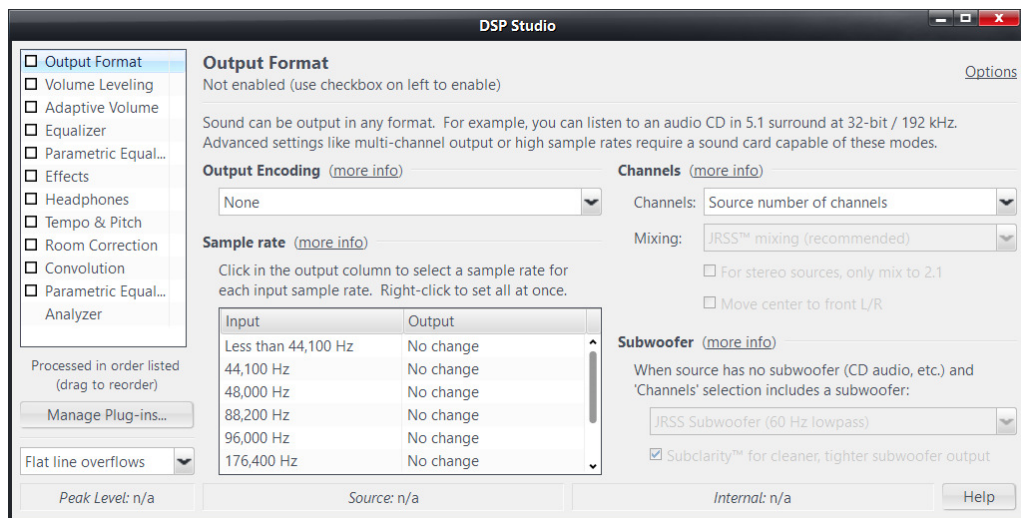 DSP Studio
Output Format
Volume Leveling
Adaptive Volume
Equalizer
Parametric Equal...
Effects
Headphones
Tempo & Pitch
Room Correction
Convolution
Parametric Equal...
Analyzer
Processed in order listed
(drag to reorder)
Manage Plug-ins...
Flat line overflows
Output Format
Not enabled (use checkbox on left to enable)
Options
Sound can be output in any format.  For example, you can listen to an audio CD in 5.1 surround at 32-bit / 192 kHz.
Advanced settings like multi-channel output or high sample rates require a sound card capable of these modes.
Output Encoding (more info)
None
Sample rate (more info)
Click in the output column to select a sample rate for
each input sample rate.  Right-click to set all at once.
Input Output
Less than 44,100 Hz No change
44,100 Hz No change
48,000 Hz No change
88,200 Hz No change
96,000 Hz No change
176,400 Hz No change
Channels (more info)
Channels: Source number of channels
Mixing: JRSS™ mixing (recommended)
For stereo sources, only mix to 2.1
Move center to front L/R
Subwoofer (more info)
When source has no subwoofer (CD audio, etc.) and
'Channels' selection includes a subwoofer:
JRSS Subwoofer (60 Hz lowpass)
Subclarity™ for cleaner, tighter subwoofer output
Peak Level: n/a
Source: n/a
Internal: n/a
Help